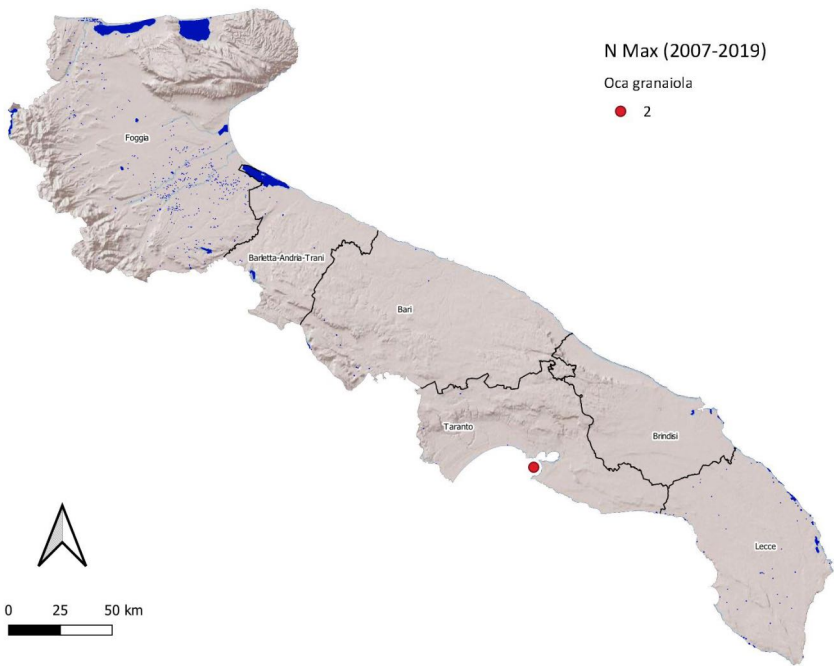 N Max (2007-2019)
Oca granaiola
2
Foggia
Barletta-Andria-Trani
Bari
Taranto
Brindisi
Lecce
0 25 50 km